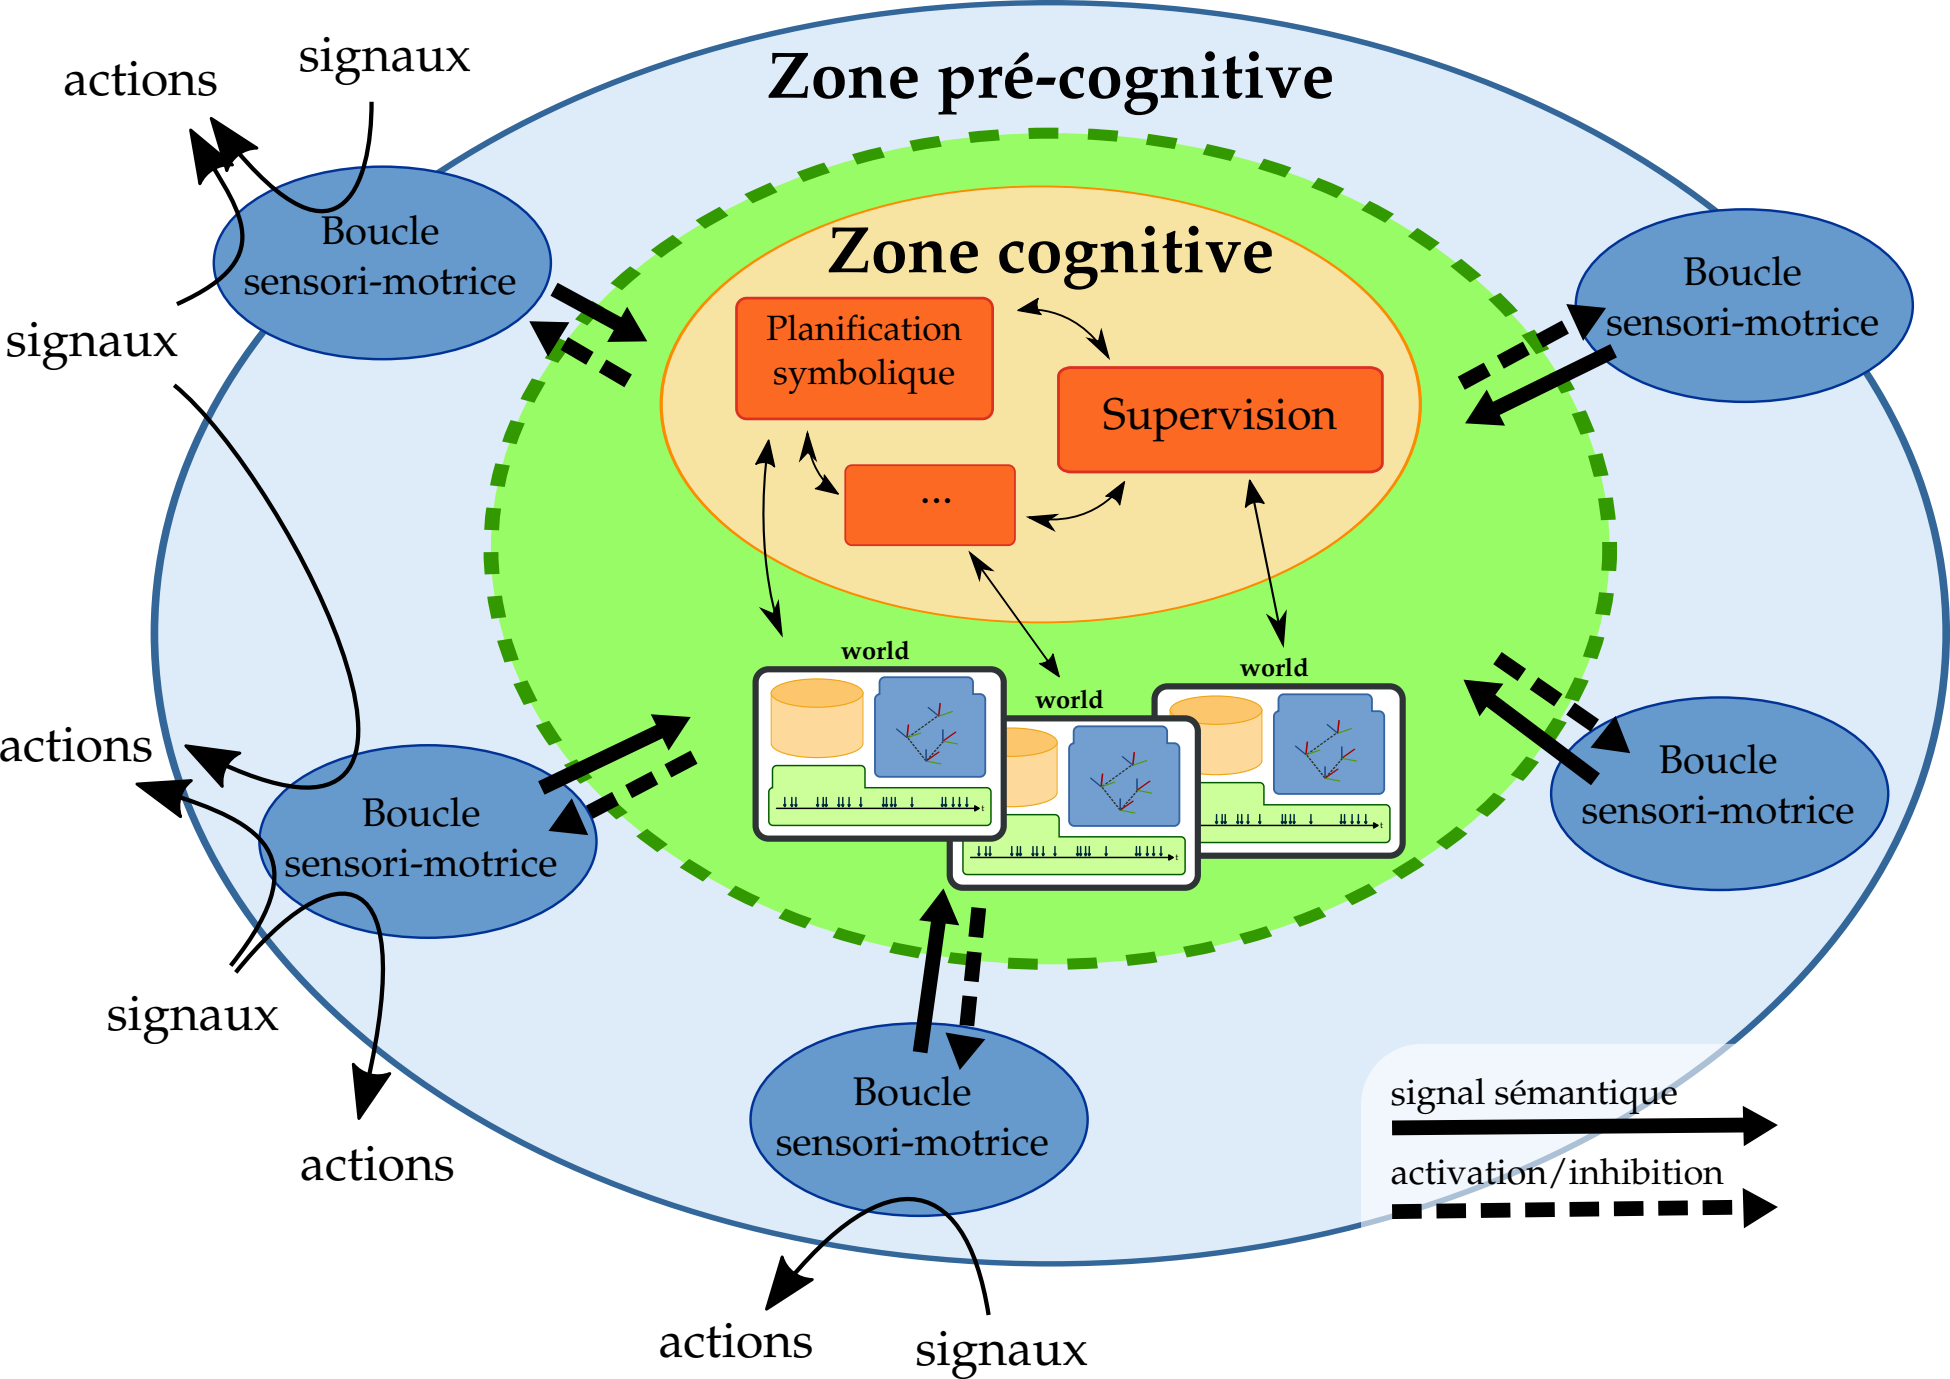 signaux
actions
Zone pré-cognitive
Boucle
sensori-motrice
Zone cognitive
Boucle
sensori-motrice
signaux
Planification
symbolique
Supervision
...
world
world
world
t
t
t
actions
Boucle
sensori-motrice
Boucle
sensori-motrice
signaux
actions
Boucle
sensori-motrice
signal sémantique
activation/inhibition
actions
signaux